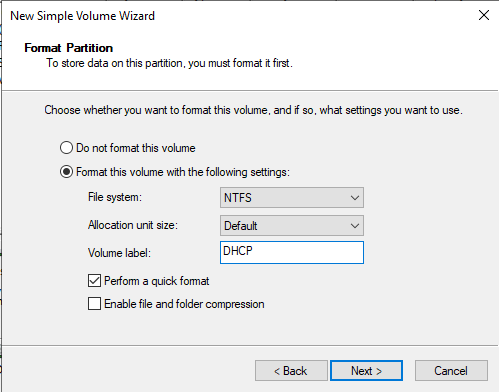 New Simple Volume Wizard
Format Partition
To store data on this partition, you must format it first.
Choose whether you want to format this volume, and if so, what settings you want to use.
Do not format this volume
Format this volume with the following settings:
File system: NTFS
Allocation unit size: Default
Volume label: DHCP
Perform a quick format
Enable file and folder compression
< Back Next > Cancel